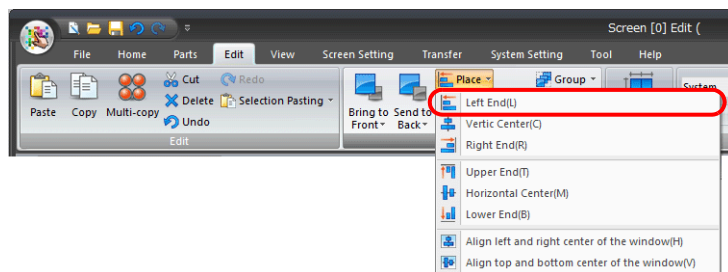 Screen [0] Edit (
File Home Parts Edit View Screen Setting Transfer System Setting Tool Help
Paste
Copy
Multi-copy
Cut
Delete
Undo
Redo
Selection Pasting
Edit
Bring to
Front
Send to
Back
Place
Group
System
Left End(L)
Vertic Center(C)
Right End(R)
Upper End(T)
Horizontal Center(M)
Lower End(B)
Align left and right center of the window(H)
Align top and bottom center of the window(V)